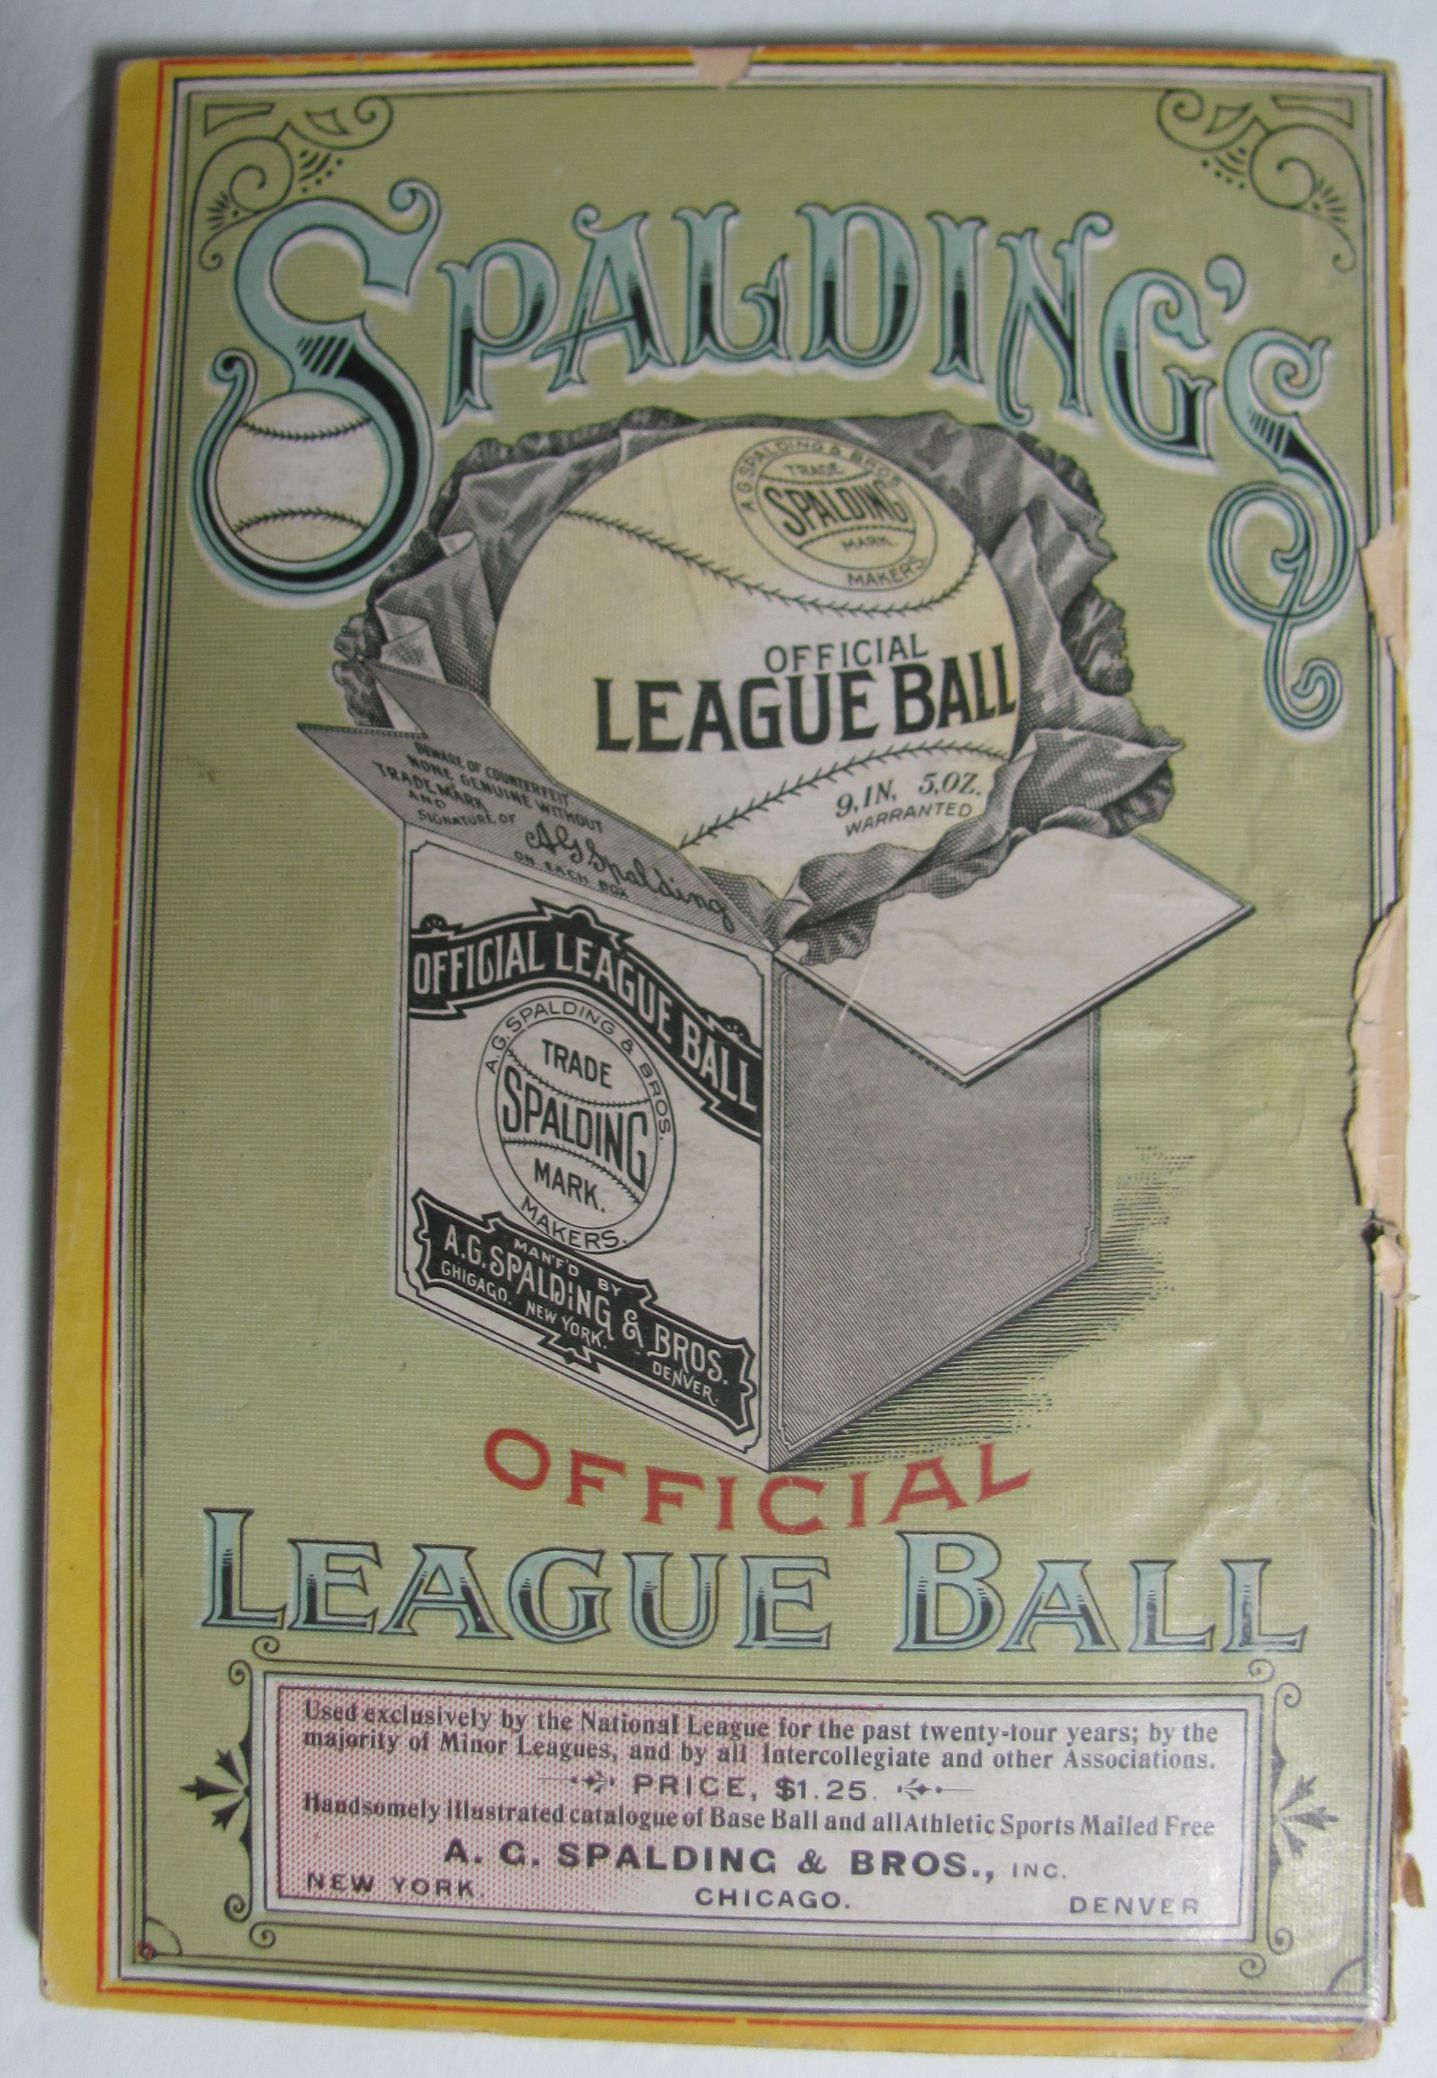 SPALDING'S
A.G. SPALDING & BROS.
TRADE
SPALDING
MARK.
MAKERS
OFFICIAL
LEAGUE BALL
9.IN, 5.OZ.
WARRANTED
BEWARE OF COUNTERFEIT
NONE GENUINE WITHOUT
TRADE MARK
AND
SIGNATURE OF
AG Spalding
ON EACH BOX
OFFICIAL LEAGUE BALL
A.G. SPALDING & BROS.
TRADE
SPALDING
MARK.
MAKERS.
MAN'F'D BY
A.G. SPALDING & BROS.
CHICAGO. NEW YORK. DENVER.
OFFICIAL
LEAGUE BALL
Used exclusively by the National League for the past twenty-four years; by the
majority of Minor Leagues, and by all Intercollegiate and other Associations.
PRICE, $1.25.
Handsomely illustrated catalogue of Base Ball and all Athletic Sports Mailed Free
A. G. SPALDING & BROS., INC.
NEW YORK CHICAGO. DENVER